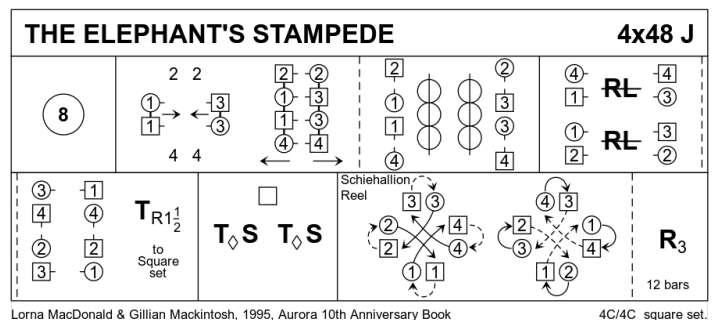 THE ELEPHANT'S STAMPEDE 4x48 J
8
2 2
1 3
1 3
4 4
2 2
1 3
1 3
4 4
2 2
1 3
1 3
4 4
4 4
1 RL 3
1 3
2 RL 2
3 1
4 4
2 2
3 1
TR1½
to
Square
set
T◊S T◊S
Schiehallion
Reel
3 3
2 4
2 4
1 1
4 3
2 1
3 4
1 2
R3
12 bars
Lorna MacDonald & Gillian Mackintosh, 1995, Aurora 10th Anniversary Book 4C/4C square set.